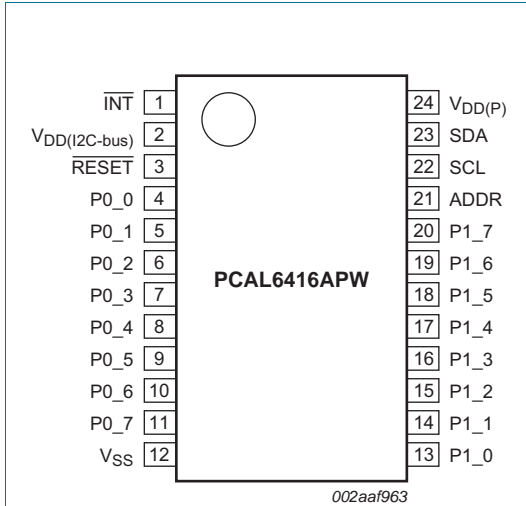 INT 1 24 VDD(P)
VDD(I2C-bus) 2 23 SDA
RESET 3 22 SCL
P0_0 4 21 ADDR
P0_1 5 20 P1_7
P0_2 6 19 P1_6
P0_3 7 PCAL6416APW 18 P1_5
P0_4 8 17 P1_4
P0_5 9 16 P1_3
P0_6 10 15 P1_2
P0_7 11 14 P1_1
VSS 12 13 P1_0
002aaf963